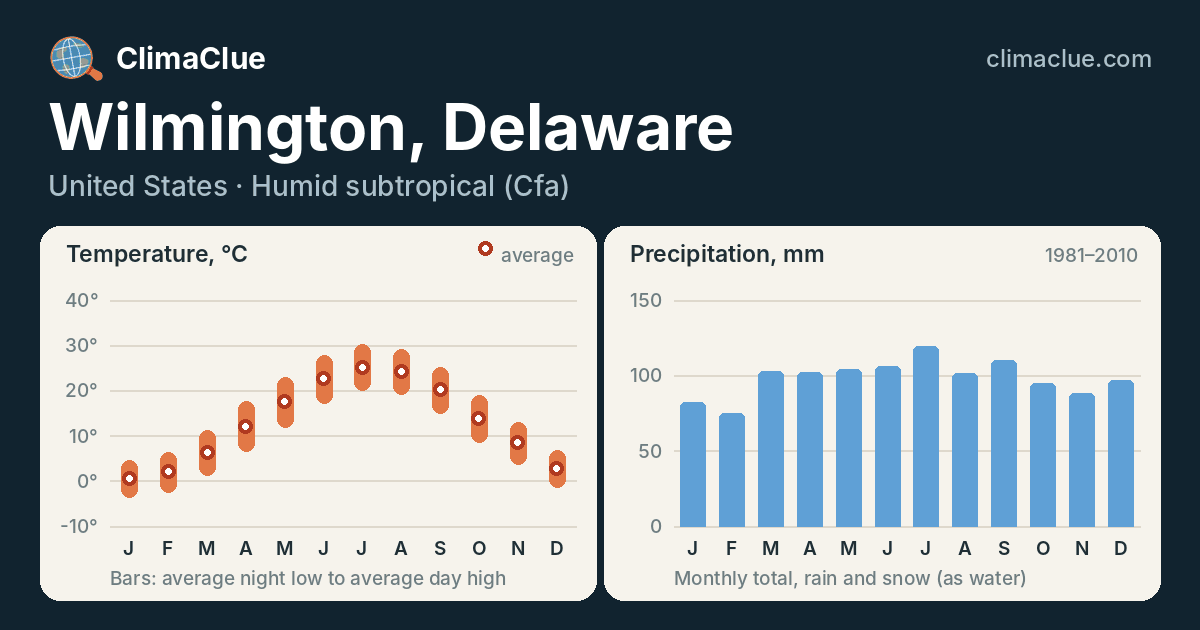 ClimaClue
climaclue.com
Wilmington, Delaware
United States · Humid subtropical (Cfa)
Temperature, °C
average
40°
30°
20°
10°
0°
-10°
J F M A M J J A S O N D
Bars: average night low to average day high
Precipitation, mm
1981–2010
150
100
50
0
J F M A M J J A S O N D
Monthly total, rain and snow (as water)